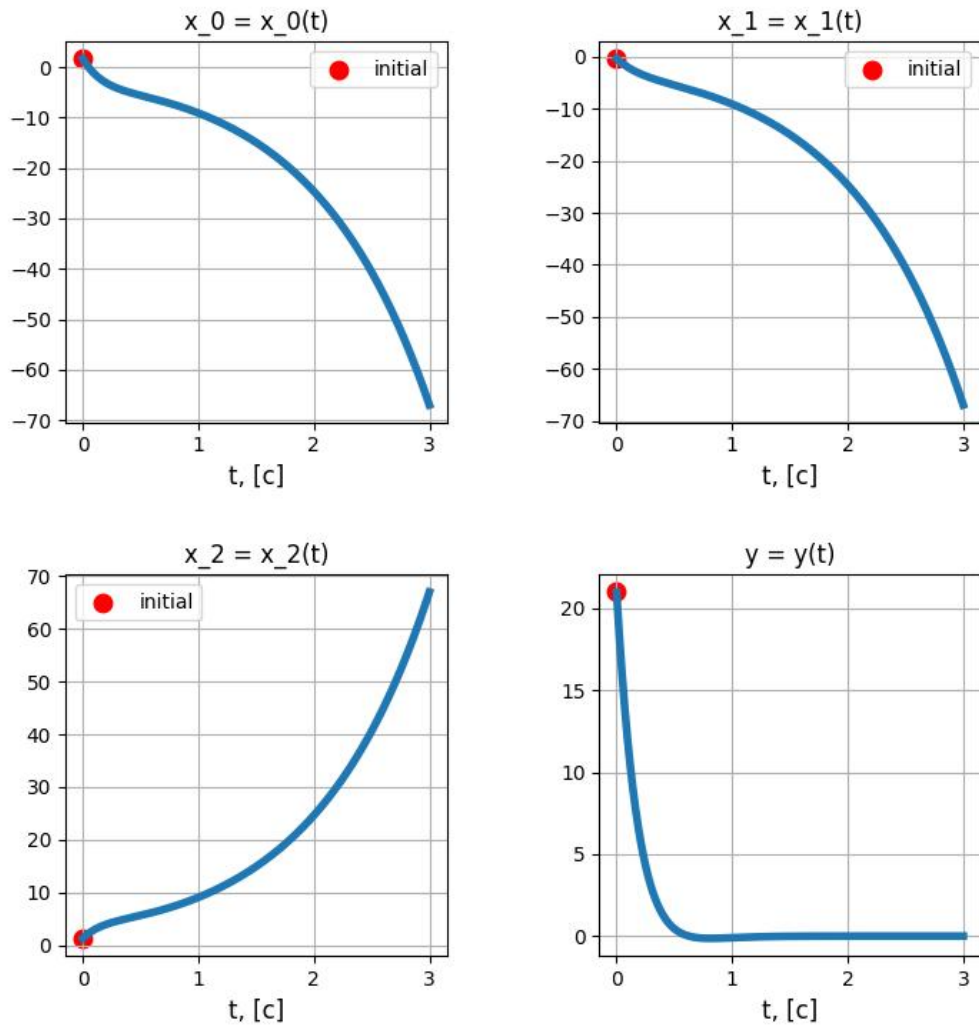 x_0 = x_0(t)
initial
0
−10
−20
−30
−40
−50
−60
−70
0 1 2 3
t, [c]
x_1 = x_1(t)
initial
0
−10
−20
−30
−40
−50
−60
−70
0 1 2 3
t, [c]
x_2 = x_2(t)
initial
70
60
50
40
30
20
10
0
0 1 2 3
t, [c]
y = y(t)
20
15
10
5
0
0 1 2 3
t, [c]